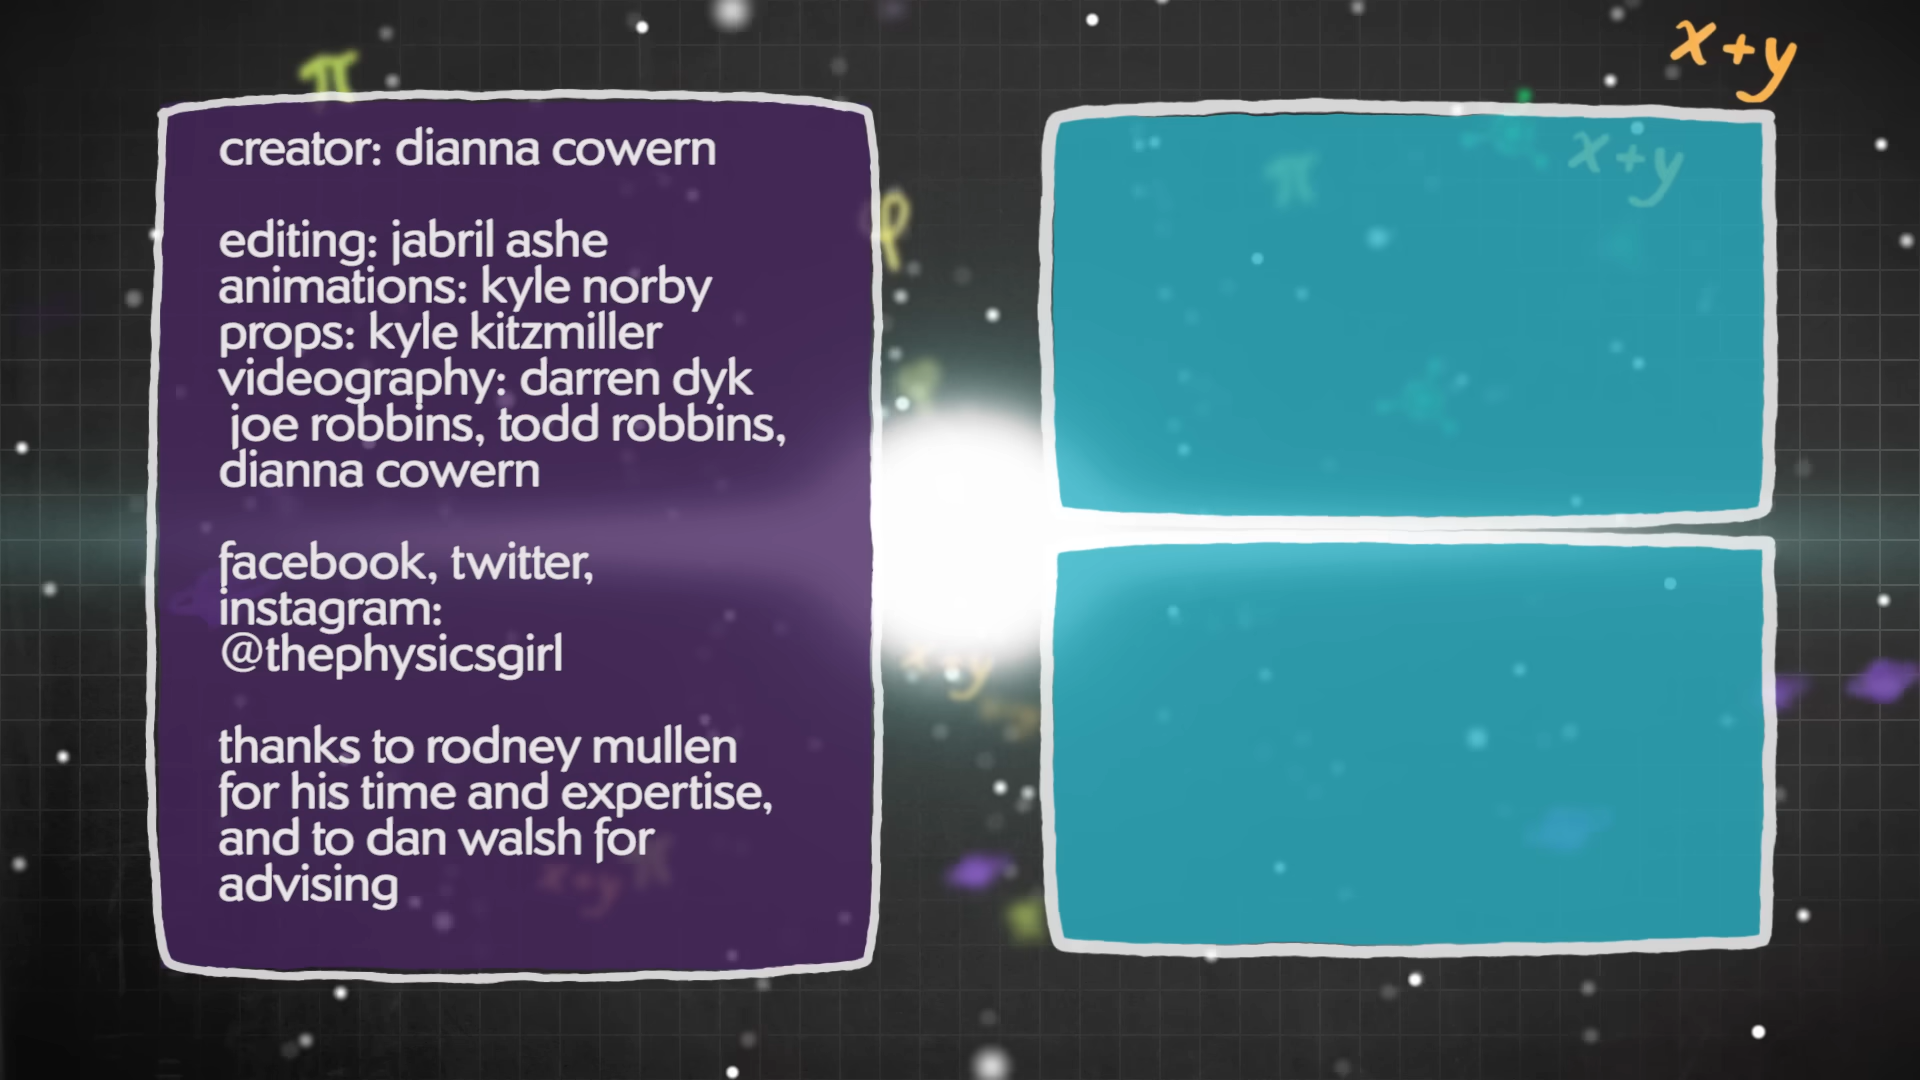 π
x+y
creator: dianna cowern
x+y
π
editing: jabril ashe
animations: kyle norby
props: kyle kitzmiller
videography: darren dyk
joe robbins, todd robbins,
dianna cowern
facebook, twitter,
instagram:
@thephysicsgirl
x+y
thanks to rodney mullen
for his time and expertise,
and to dan walsh for
advising
x+y
π